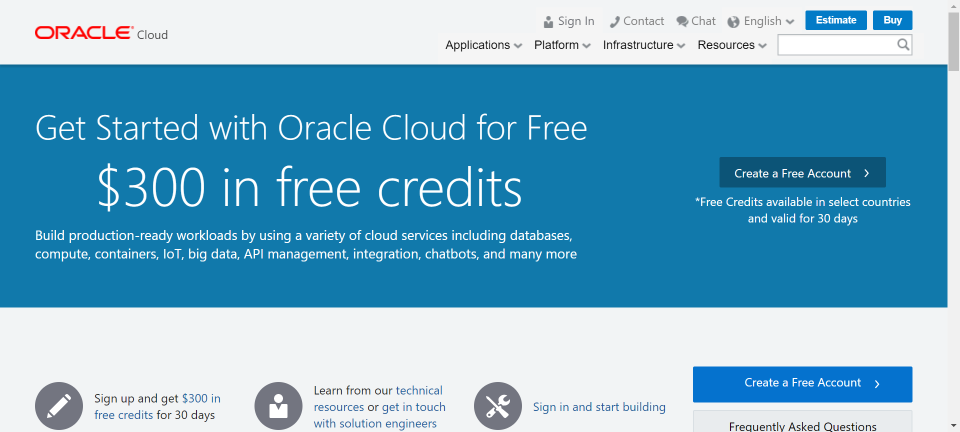 ORACLE Cloud
Sign In Contact Chat English Estimate Buy
Applications Platform Infrastructure Resources
Get Started with Oracle Cloud for Free
$300 in free credits
Build production-ready workloads by using a variety of cloud services including databases,
compute, containers, IoT, big data, API management, integration, chatbots, and many more
Create a Free Account
*Free Credits available in select countries
and valid for 30 days
Sign up and get $300 in
free credits for 30 days
Learn from our technical
resources or get in touch
with solution engineers
Sign in and start building
Create a Free Account
Frequently Asked Questions